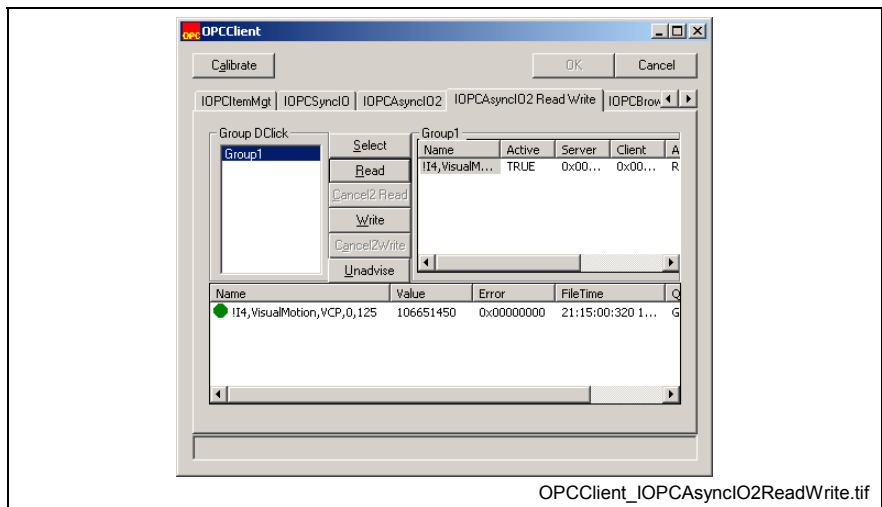 OPC OPCClient
Calibrate OK Cancel
IOPCItemMgt IOPCSyncIO IOPCAsyncIO2 IOPCAsyncIO2 Read Write IOPCBrow
Group DClick
Group1
Select
Read
Cancel2 Read
Write
Cancel2Write
Unadvise
Group1
Name Active Server Client A
!I4,VisualM... TRUE 0x00... 0x00... R
Name Value Error FileTime Q
!I4,VisualMotion,VCP,0,125 106651450 0x00000000 21:15:00:320 1... G
OPCClient_IOPCAsyncIO2ReadWrite.tif